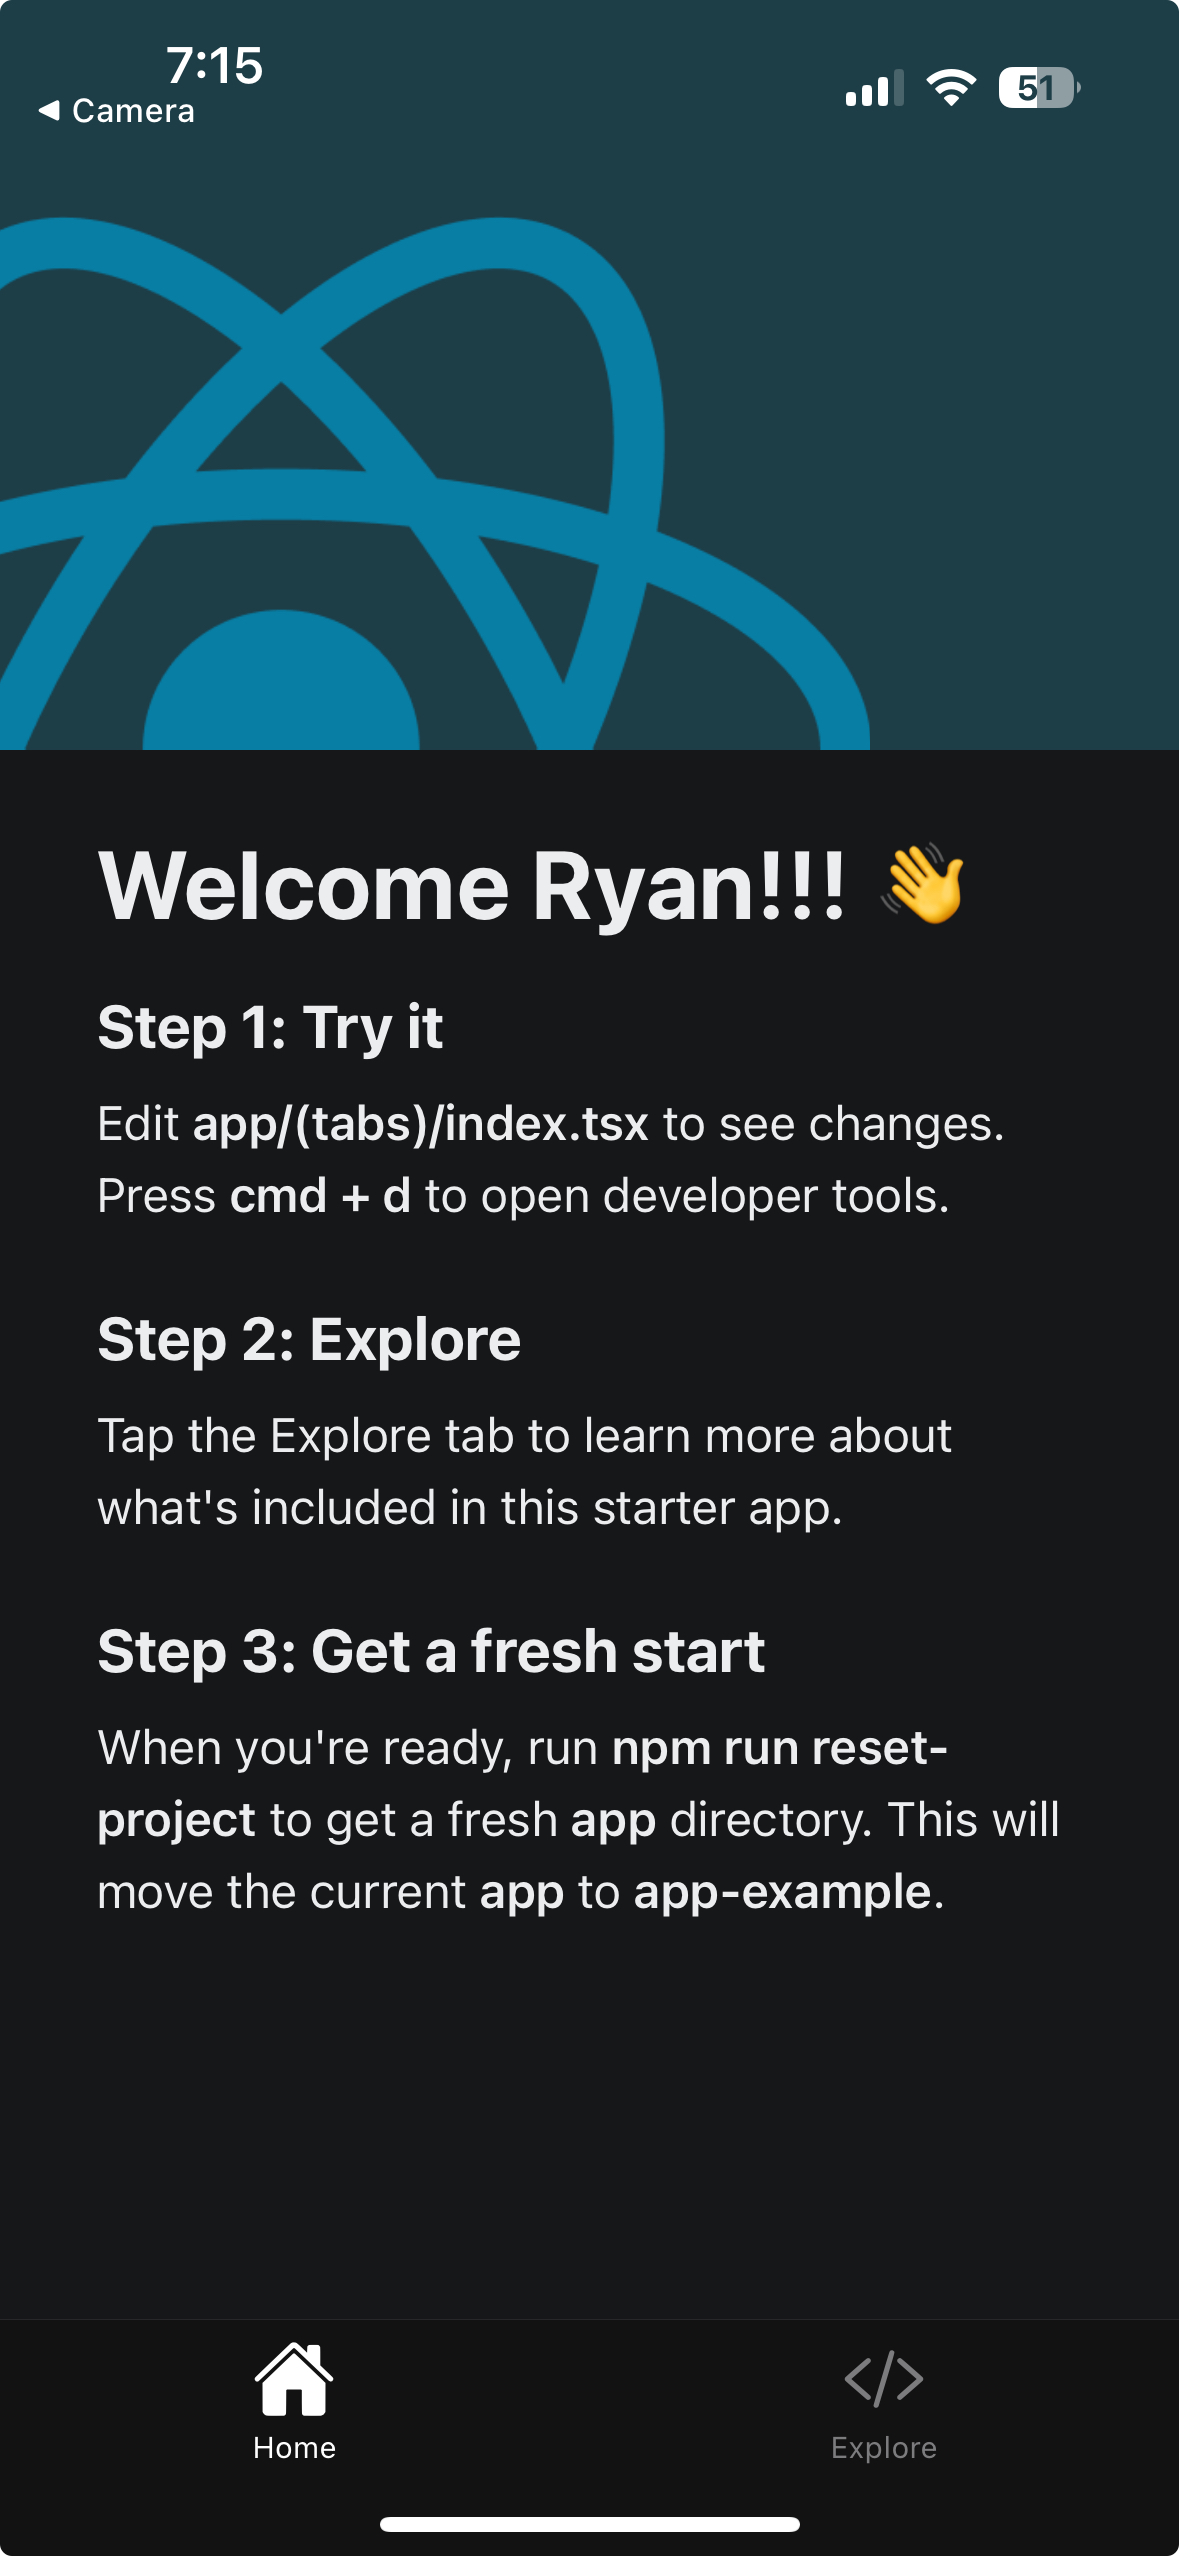 7:15
◀ Camera
51
Welcome Ryan!!! 👋
Step 1: Try it
Edit app/(tabs)/index.tsx to see changes.
Press cmd + d to open developer tools.
Step 2: Explore
Tap the Explore tab to learn more about
what's included in this starter app.
Step 3: Get a fresh start
When you're ready, run npm run reset-
project to get a fresh app directory. This will
move the current app to app-example.
Home
Explore